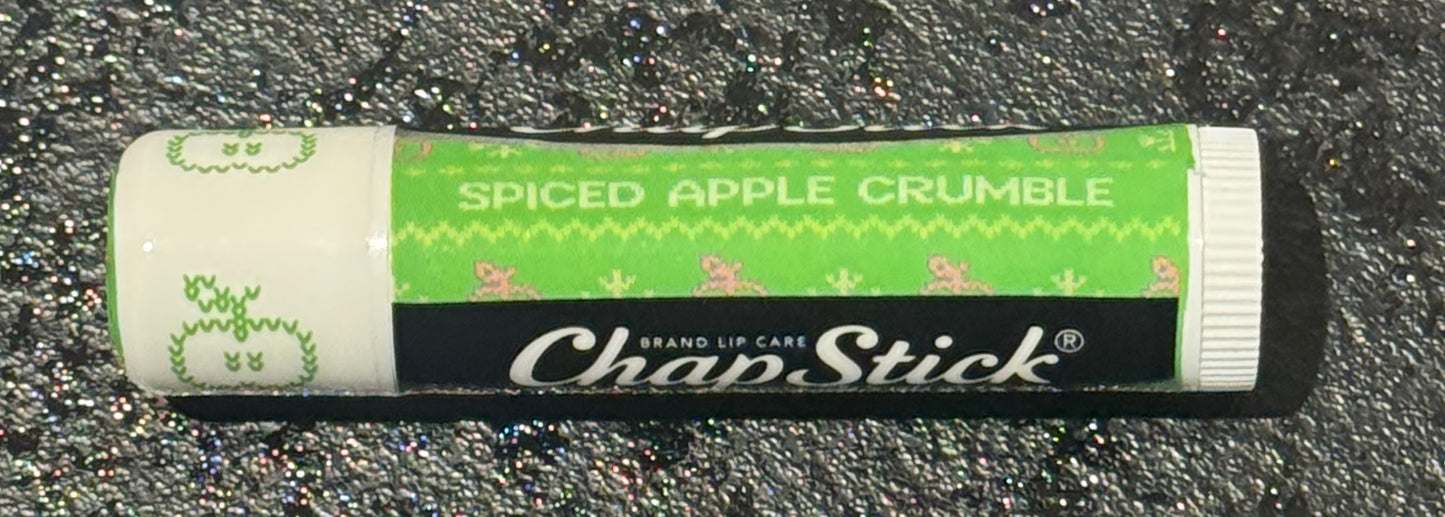 SPICED APPLE CRUMBLE
BRAND LIP CARE
ChapStick®